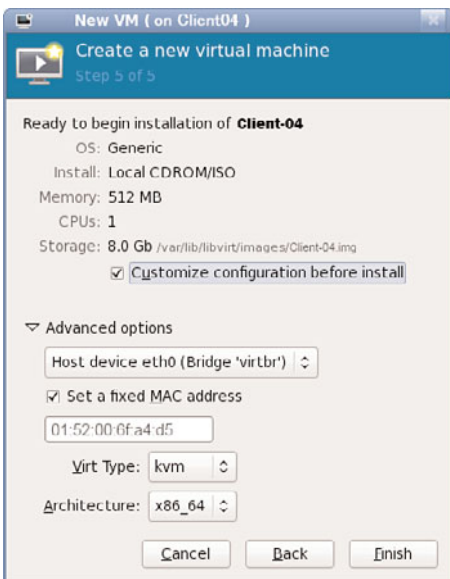 New VM ( on Client04 )
Create a new virtual machine
Step 5 of 5
Ready to begin installation of Client-04
OS: Generic
Install: Local CDROM/ISO
Memory: 512 MB
CPUs: 1
Storage: 8.0 Gb /var/lib/libvirt/images/Client-04.img
Customize configuration before install
Advanced options
Host device eth0 (Bridge 'virtbr')
Set a fixed MAC address
01:52:00:6f:a4:d5
Virt Type: kvm
Architecture: x86_64
Cancel Back Finish